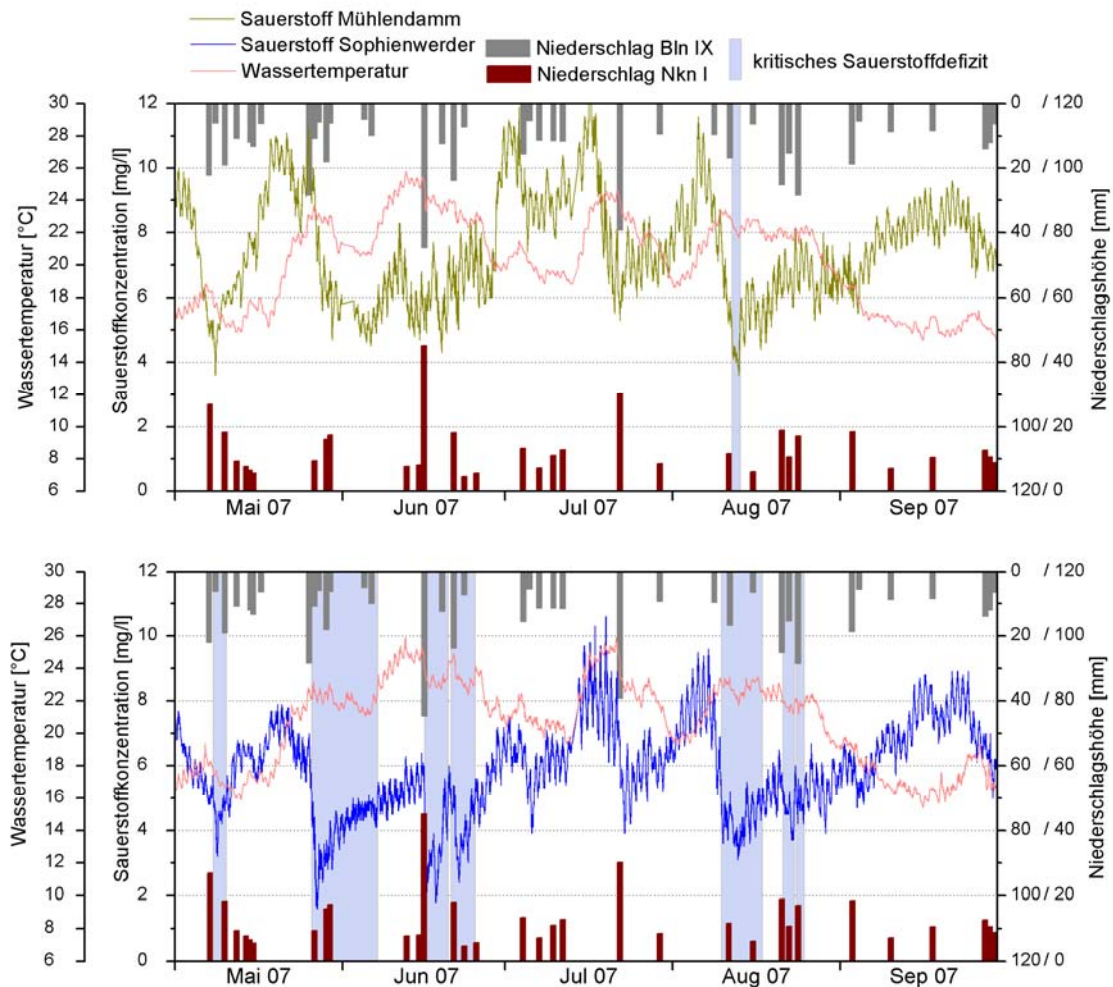 Sauerstoff Mühlendamm
Sauerstoff Sophienwerder
Wassertemperatur
Niederschlag Bln IX
Niederschlag Nkn I
kritisches Sauerstoffdefizit
Wassertemperatur [°C]
30
28
26
24
22
20
18
16
14
12
10
8
6
Sauerstoffkonzentration [mg/l]
12
10
8
6
4
2
0
0 / 120
20 / 100
40 / 80
60 / 60
80 / 40
100 / 20
120 / 0
Niederschlagshöhe [mm]
Mai 07 Jun 07 Jul 07 Aug 07 Sep 07
Wassertemperatur [°C]
30
28
26
24
22
20
18
16
14
12
10
8
6
Sauerstoffkonzentration [mg/l]
12
10
8
6
4
2
0
0 / 120
20 / 100
40 / 80
60 / 60
80 / 40
100 / 20
120 / 0
Niederschlagshöhe [mm]
Mai 07 Jun 07 Jul 07 Aug 07 Sep 07